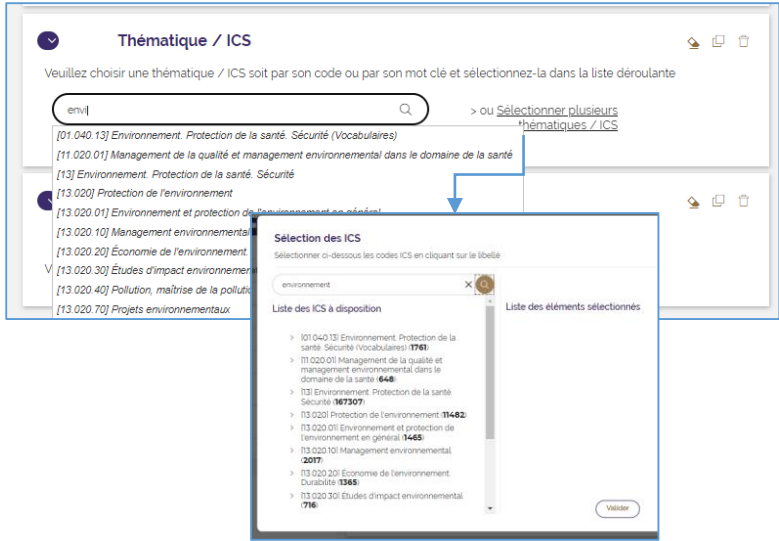 Thématique / ICS
Veuillez choisir une thématique / ICS soit par son code ou par son mot clé et sélectionnez-la dans la liste déroulante
envi
> ou Sélectionner plusieurs
thématiques / ICS
[01.040.13] Environnement. Protection de la santé. Sécurité (Vocabulaires)
[11.020.01] Management de la qualité et management environnemental dans le domaine de la santé
[13] Environnement. Protection de la santé. Sécurité
[13.020] Protection de l'environnement
[13.020.01] Environnement et protection de l'environnement en général
[13.020.10] Management environnemental
[13.020.20] Économie de l'environnement.
[13.020.30] Études d'impact environnemen
[13.020.40] Pollution, maîtrise de la pollutio
[13.020.70] Projets environnementaux
V
Sélection des ICS
Sélectionner ci-dessous les codes ICS en cliquant sur le libellé
environnement
Liste des ICS à disposition
Liste des éléments sélectionnés
> [01.040.13] Environnement. Protection de la
santé. Sécurité (Vocabulaires) (1761)
> [11.020.01] Management de la qualité et
management environnemental dans le
domaine de la santé (648)
> [13] Environnement. Protection de la santé.
Sécurité (167307)
> [13.020] Protection de l'environnement (11482)
> [13.020.01] Environnement et protection de
l'environnement en général (1465)
> [13.020.10] Management environnemental
(2017)
> [13.020.20] Économie de l'environnement.
Durabilité (1365)
> [13.020.30] Études d'impact environnemental
(716)
Valider